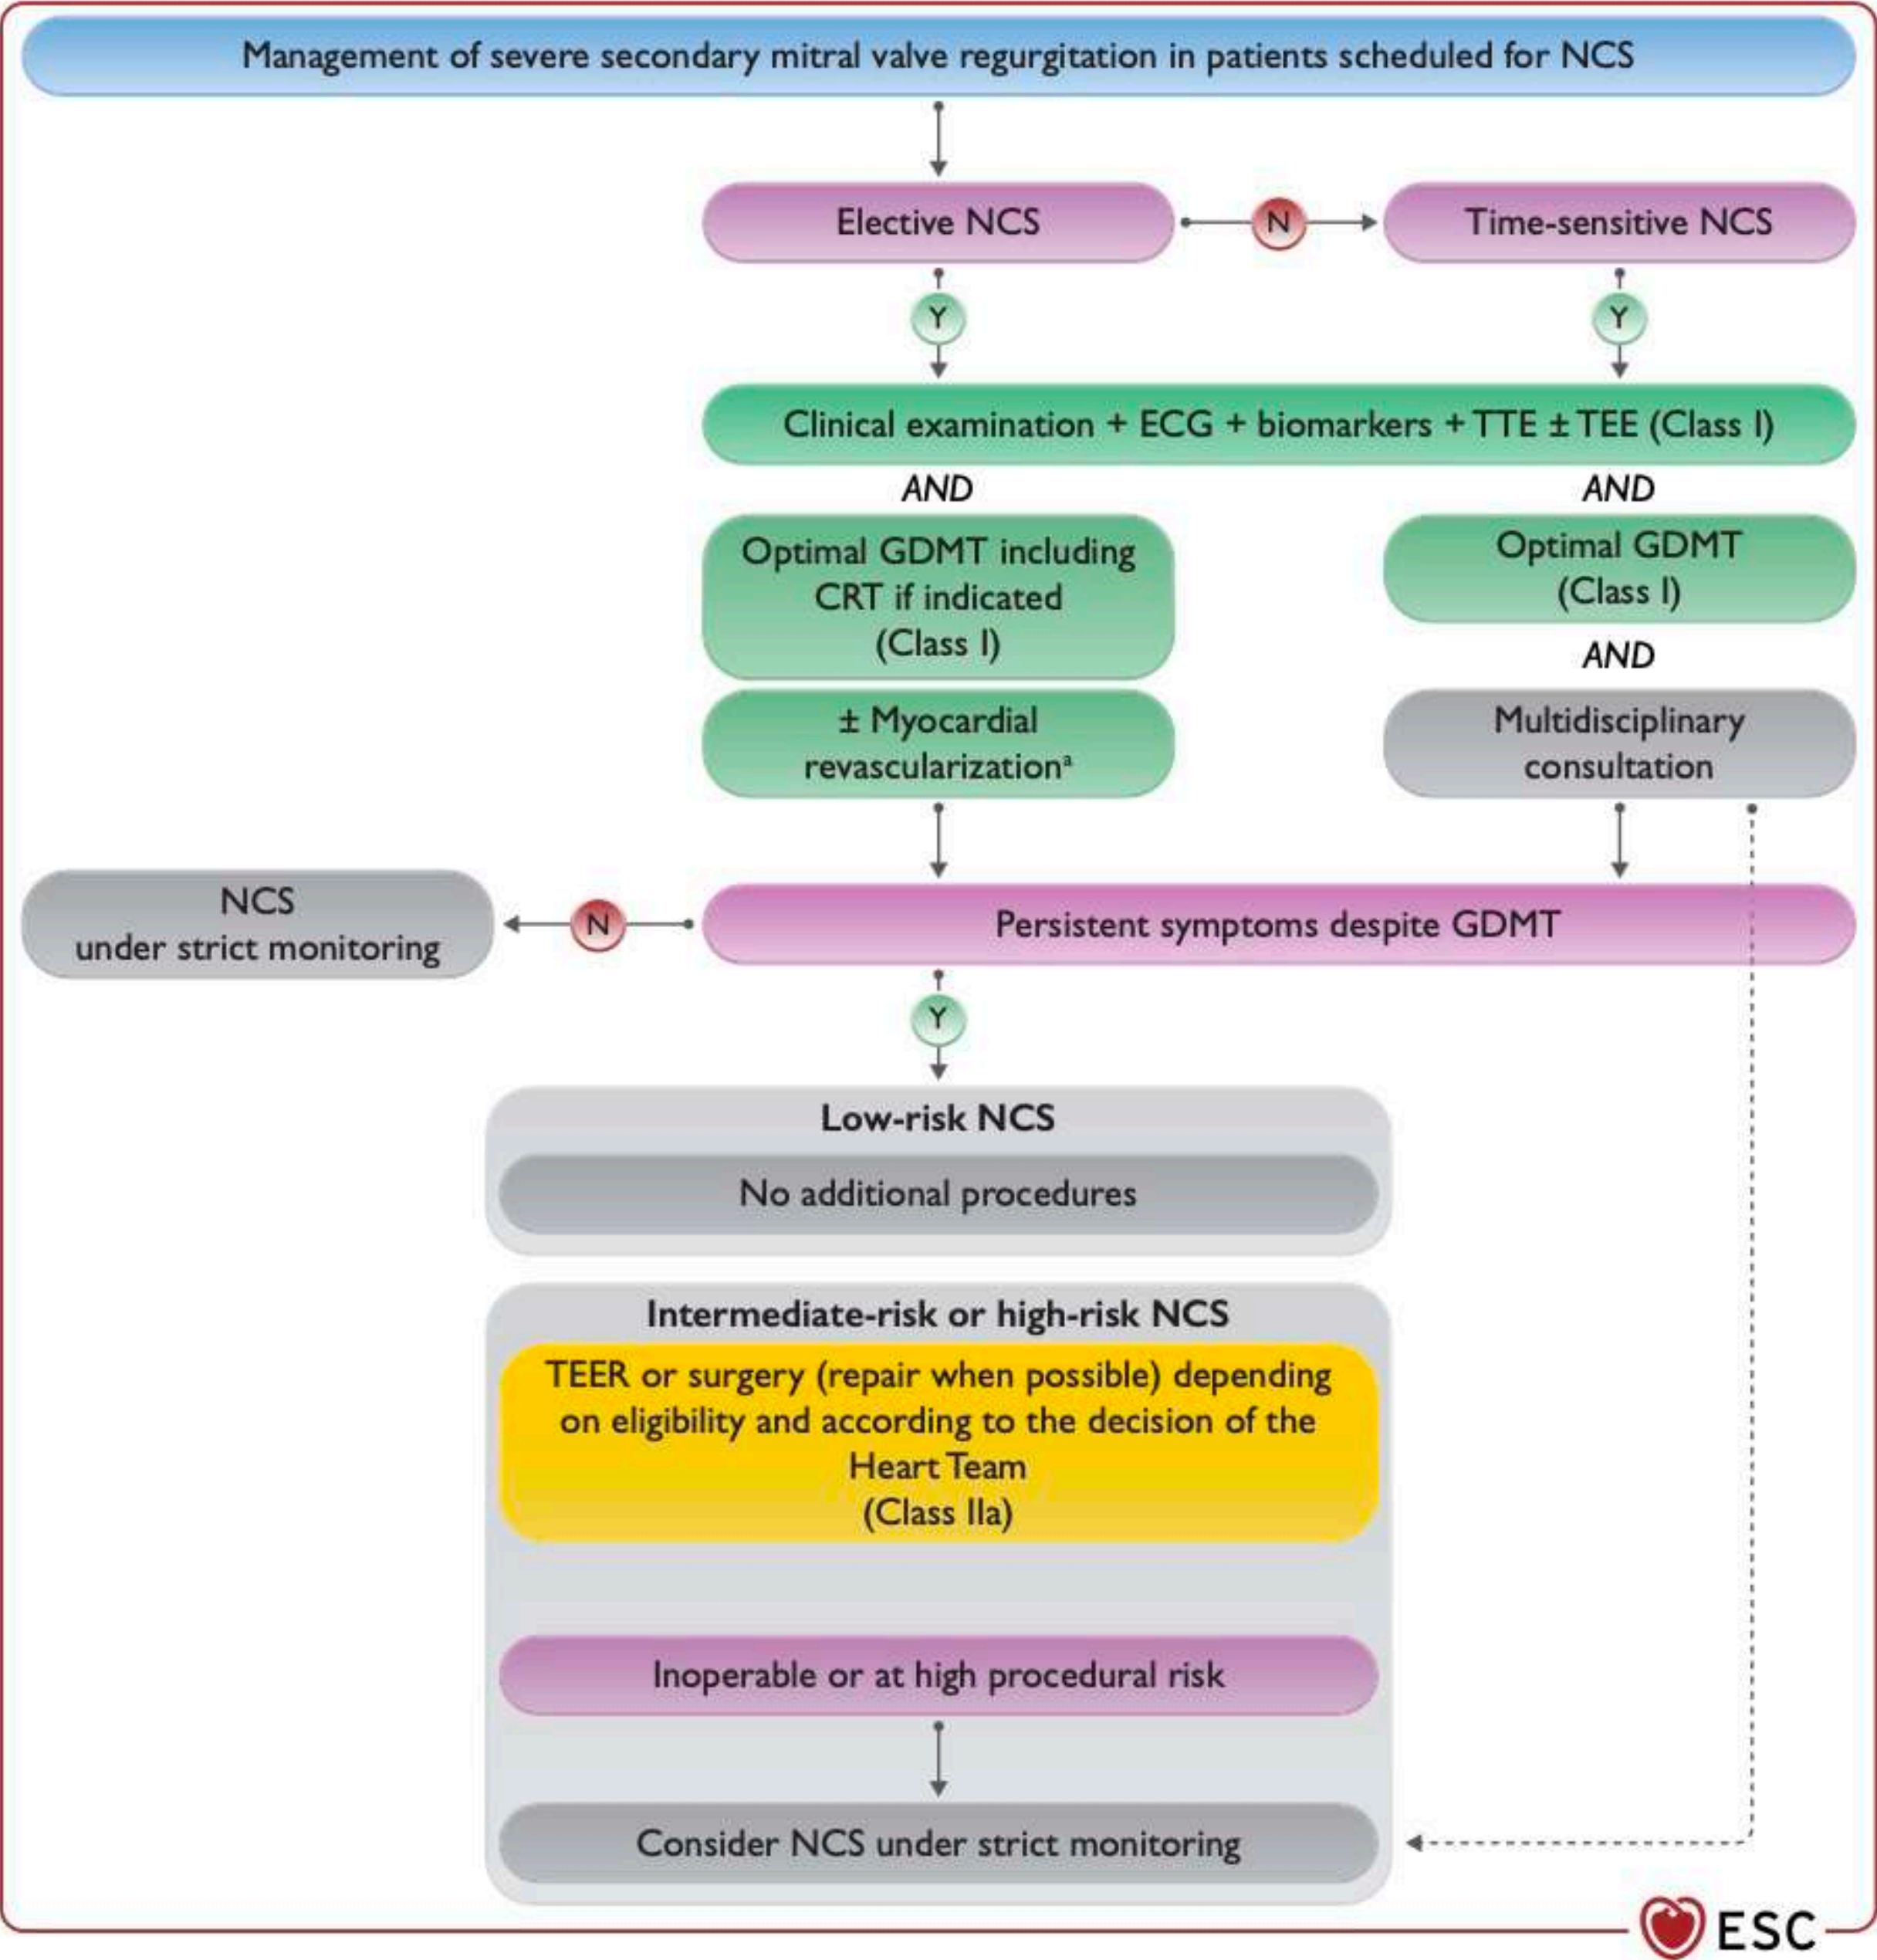 Management of severe secondary mitral valve regurgitation in patients scheduled for NCS
Elective NCS
N
Time-sensitive NCS
Y
Y
Clinical examination + ECG + biomarkers + TTE ± TEE (Class I)
AND
AND
Optimal GDMT including
CRT if indicated
(Class I)
Optimal GDMT
(Class I)
AND
± Myocardial
revascularizationᵃ
Multidisciplinary
consultation
NCS
under strict monitoring
N
Persistent symptoms despite GDMT
Y
Low-risk NCS
No additional procedures
Intermediate-risk or high-risk NCS
TEER or surgery (repair when possible) depending
on eligibility and according to the decision of the
Heart Team
(Class IIa)
Inoperable or at high procedural risk
Consider NCS under strict monitoring
ESC